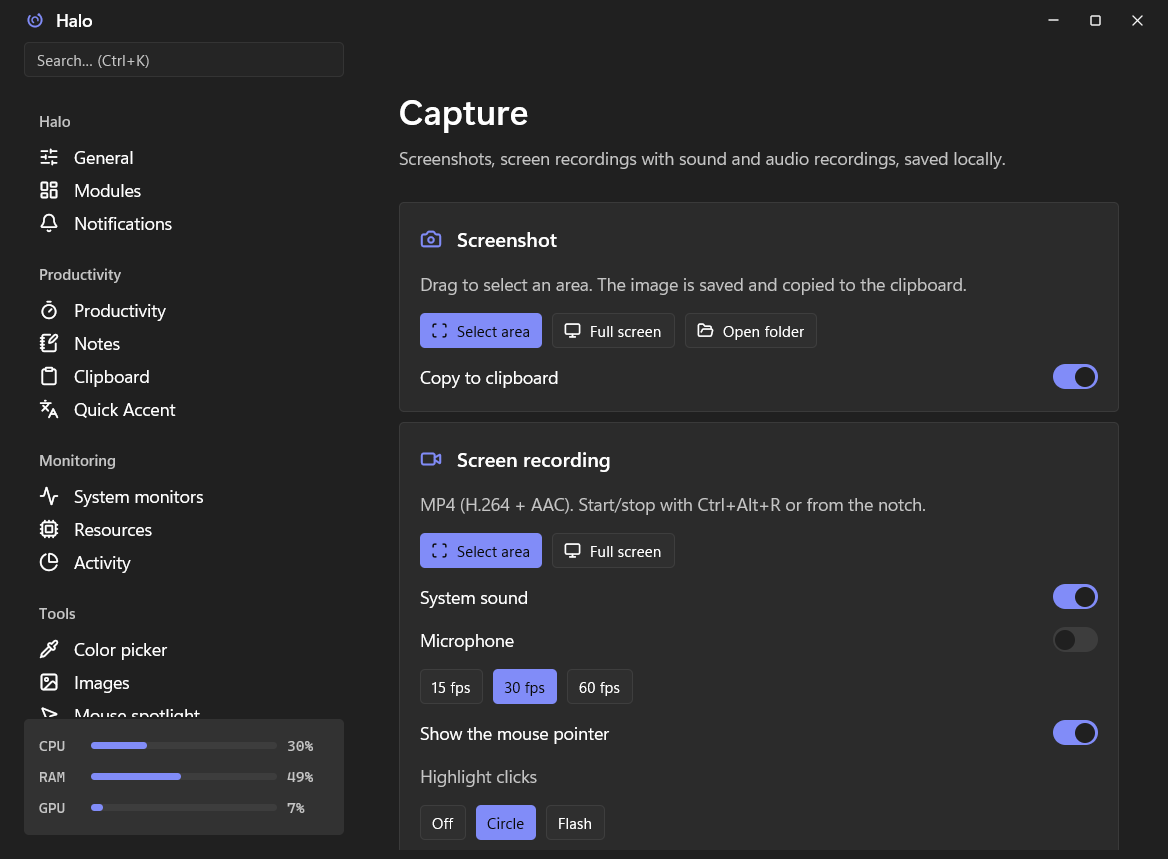 Halo
Search... (Ctrl+K)
Halo
General
Modules
Notifications
Productivity
Productivity
Notes
Clipboard
Quick Accent
Monitoring
System monitors
Resources
Activity
Tools
Color picker
Images
Mouse spotlight
CPU 30%
RAM 49%
GPU 7%
Capture
Screenshots, screen recordings with sound and audio recordings, saved locally.
Screenshot
Drag to select an area. The image is saved and copied to the clipboard.
Select area Full screen Open folder
Copy to clipboard
Screen recording
MP4 (H.264 + AAC). Start/stop with Ctrl+Alt+R or from the notch.
Select area Full screen
System sound
Microphone
15 fps 30 fps 60 fps
Show the mouse pointer
Highlight clicks
Off Circle Flash